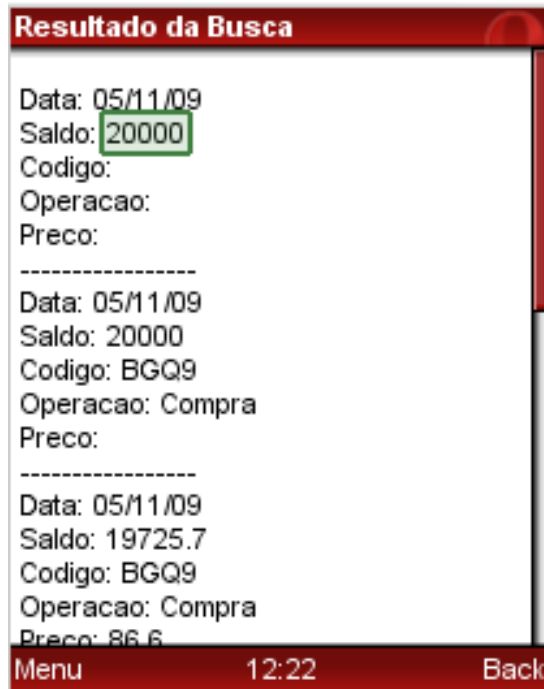 Resultado da Busca
Data: 05/11/09
Saldo: 20000
Codigo:
Operacao:
Preco:
-----------------
Data: 05/11/09
Saldo: 20000
Codigo: BGQ9
Operacao: Compra
Preco:
-----------------
Data: 05/11/09
Saldo: 19725.7
Codigo: BGQ9
Operacao: Compra
Preco: 86.6
Menu 12:22 Back